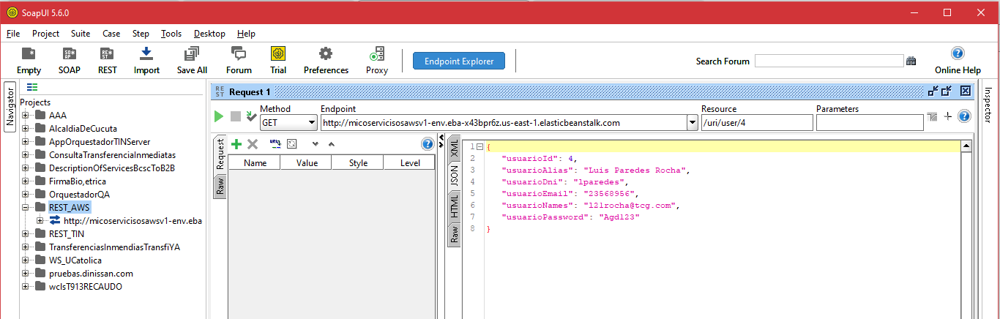 SoapUI 5.6.0
File Project Suite Case Step Tools Desktop Help
Empty SOAP REST Import Save All Forum Trial Preferences Proxy Endpoint Explorer Search Forum Online Help
Navigator
Projects
AAA
AlcaldiaDeCucuta
AppOrquestadorTINServer
ConsultaTransferenciaInmediatas
DescriptionOfServicesBcscToB2B
FirmaBio,etrica
OrquestadorQA
REST_AWS
http://micoservicisosawsv1-env.eba
REST_TIN
TransferenciasInmendiasTransfiYA
WS_UCatolica
pruebas.dinissan.com
wclsT913RECAUDO
Request 1
Method Endpoint Resource Parameters
GET http://micoservicisosawsv1-env.eba-x43bpr6z.us-east-1.elasticbeanstalk.com /uri/user/4
Request
Raw
Name Value Style Level
XML
JSON
HTML
Raw
1 {
2 "usuarioId": 4,
3 "usuarioAlias": "Luis Paredes Rocha",
4 "usuarioDni": "lparedes",
5 "usuarioEmail": "23568956",
6 "usuarioNames": "l2lrocha@tcg.com",
7 "usuarioPassword": "Agd123"
8 }
Inspector